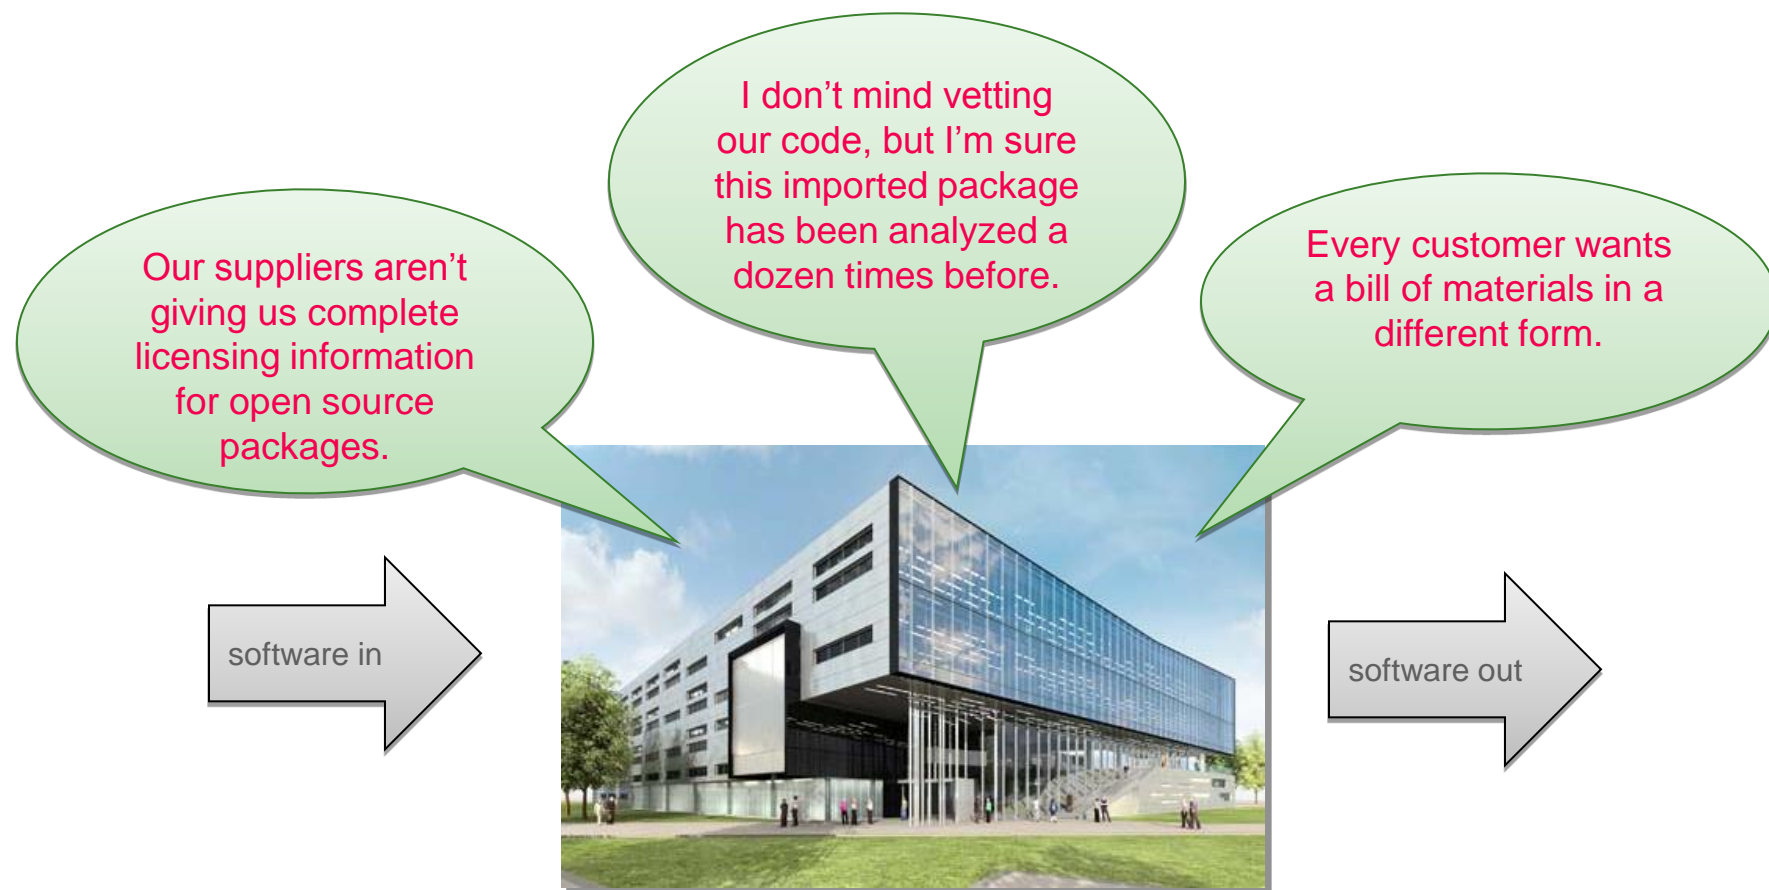 Our suppliers aren’t
giving us complete
licensing information
for open source
packages.
I don’t mind vetting
our code, but I’m sure
this imported package
has been analyzed a
dozen times before.
Every customer wants
a bill of materials in a
different form.
software in
software out